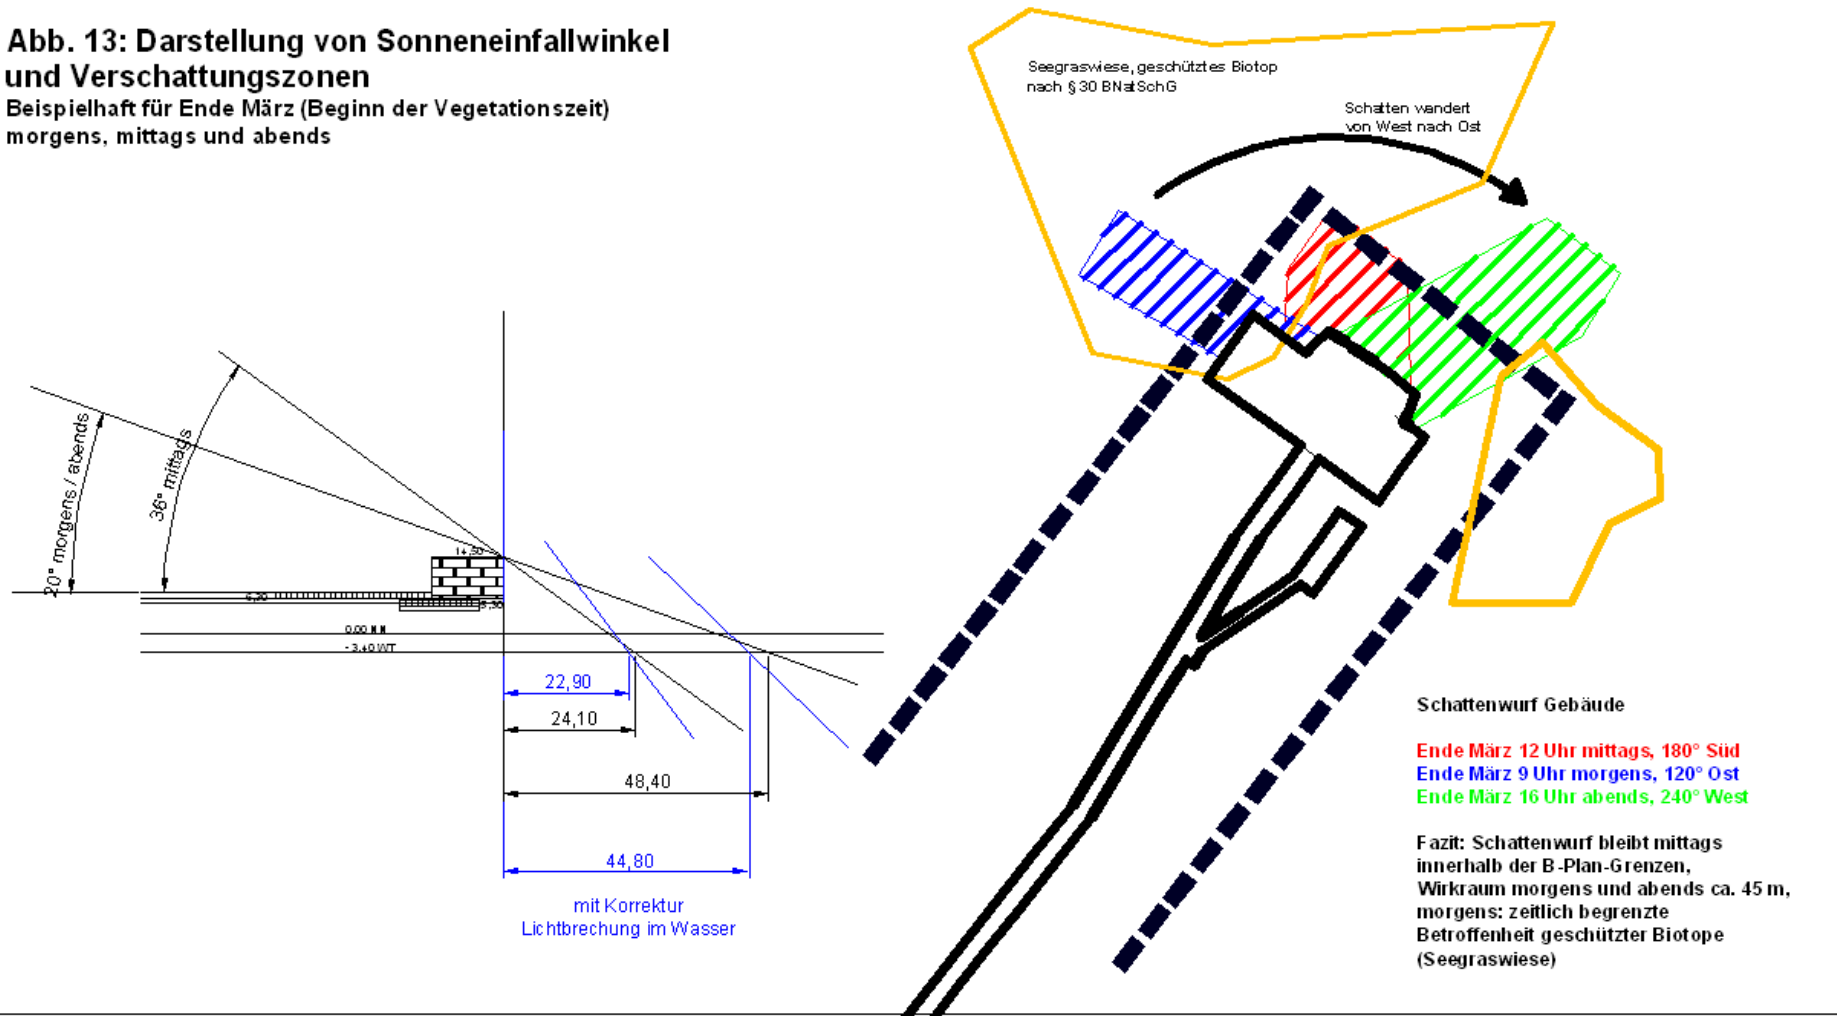 Abb. 13: Darstellung von Sonneneinfallwinkel
und Verschattungszonen
Beispielhaft für Ende März (Beginn der Vegetationszeit)
morgens, mittags und abends
Seegraswiese, geschütztes Biotop
nach § 30 BNatSchG
Schatten wandert
von West nach Ost
20° morgens / abends
36° mittags
14,50
6,30
5,30
0,00 NN
- 3,40 WT
22,90
24,10
48,40
44,80
mit Korrektur
Lichtbrechung im Wasser
Schattenwurf Gebäude
Ende März 12 Uhr mittags, 180° Süd
Ende März 9 Uhr morgens, 120° Ost
Ende März 16 Uhr abends, 240° West
Fazit: Schattenwurf bleibt mittags
innerhalb der B-Plan-Grenzen,
Wirkraum morgens und abends ca. 45 m,
morgens: zeitlich begrenzte
Betroffenheit geschützter Biotope
(Seegraswiese)